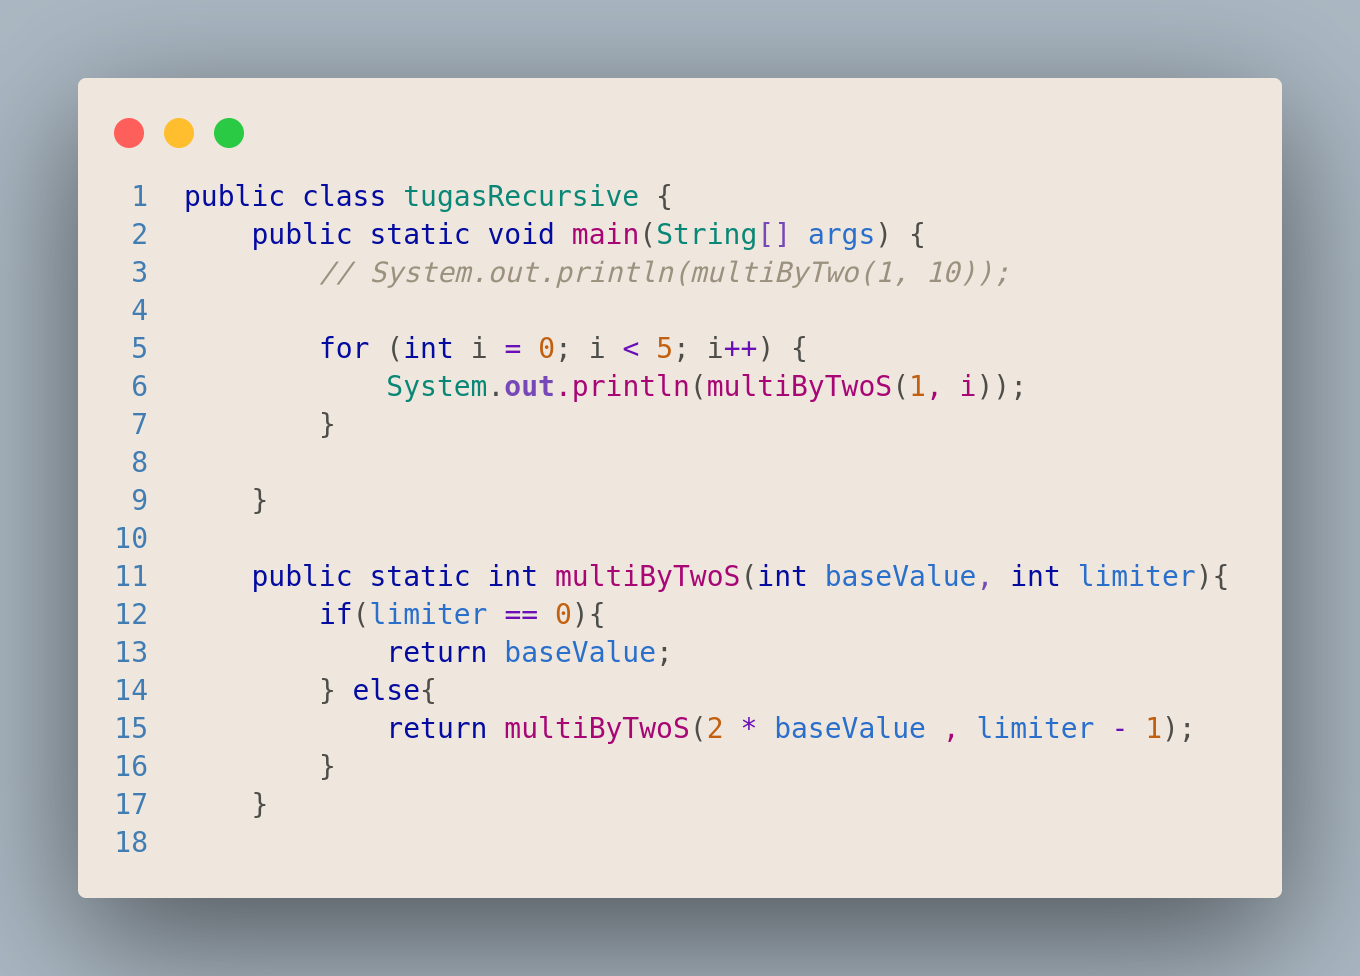 1 public class tugasRecursive {
2     public static void main(String[] args) {
3         // System.out.println(multiByTwo(1, 10));
4
5         for (int i = 0; i < 5; i++) {
6             System.out.println(multiByTwoS(1, i));
7         }
8
9     }
10
11     public static int multiByTwoS(int baseValue, int limiter){
12         if(limiter == 0){
13             return baseValue;
14         } else{
15             return multiByTwoS(2 * baseValue , limiter - 1);
16         }
17     }
18